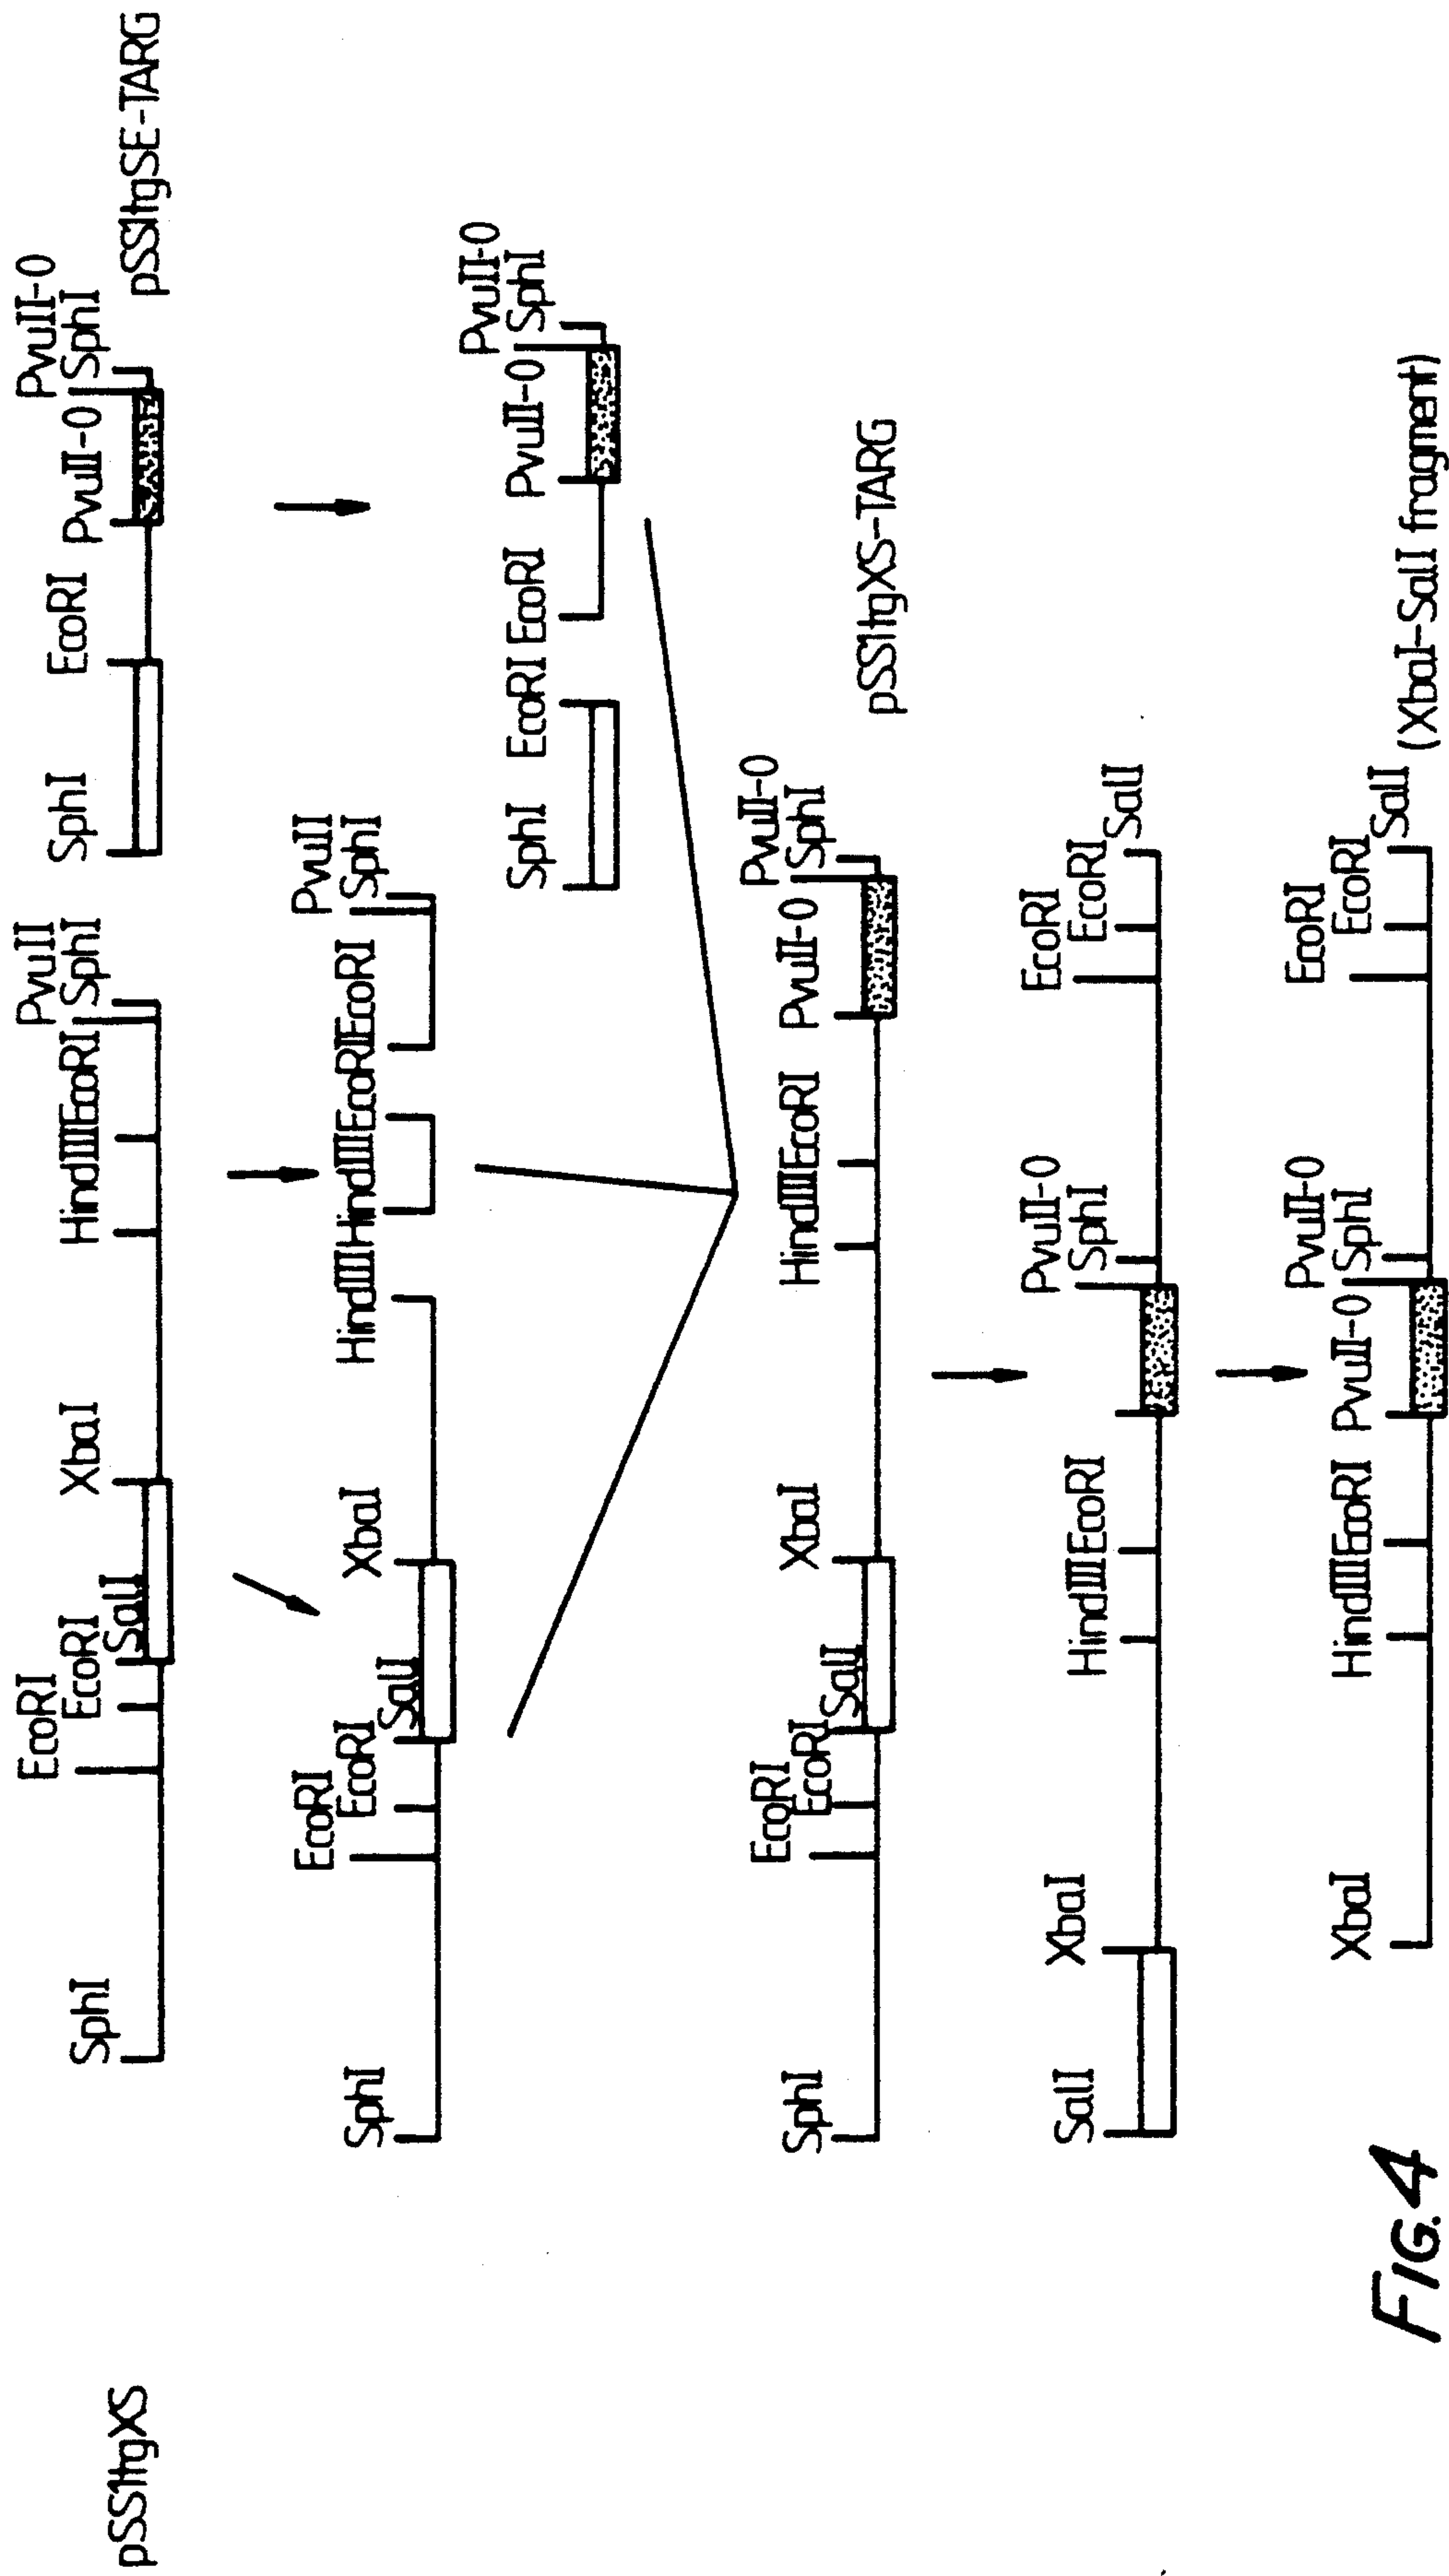 pSS1tgXS
SphI
EcoRI
EcoRI
SalI
XbaI
HindIII
EcoRI
PvuII
SphI
SphI
EcoRI
PvuII-0
PvuII-0
SphI
pSS1tgSE-TARG
SphI
EcoRI
EcoRI
SalI
XbaI
HindIII
HindIII
EcoRI
EcoRI
PvuII
SphI
SphI
EcoRI
EcoRI
PvuII-0
PvuII-0
SphI
SphI
EcoRI
EcoRI
SalI
XbaI
HindIII
EcoRI
PvuII-0
PvuII-0
SphI
pSS1tgXS-TARG
SalI
XbaI
HindIII
EcoRI
PvuII-0
SphI
EcoRI
EcoRI
SalI
XbaI
HindIII
EcoRI
PvuII-0
PvuII-0
SphI
EcoRI
EcoRI
SalI
(XbaI-SalI fragment)
FIG.4